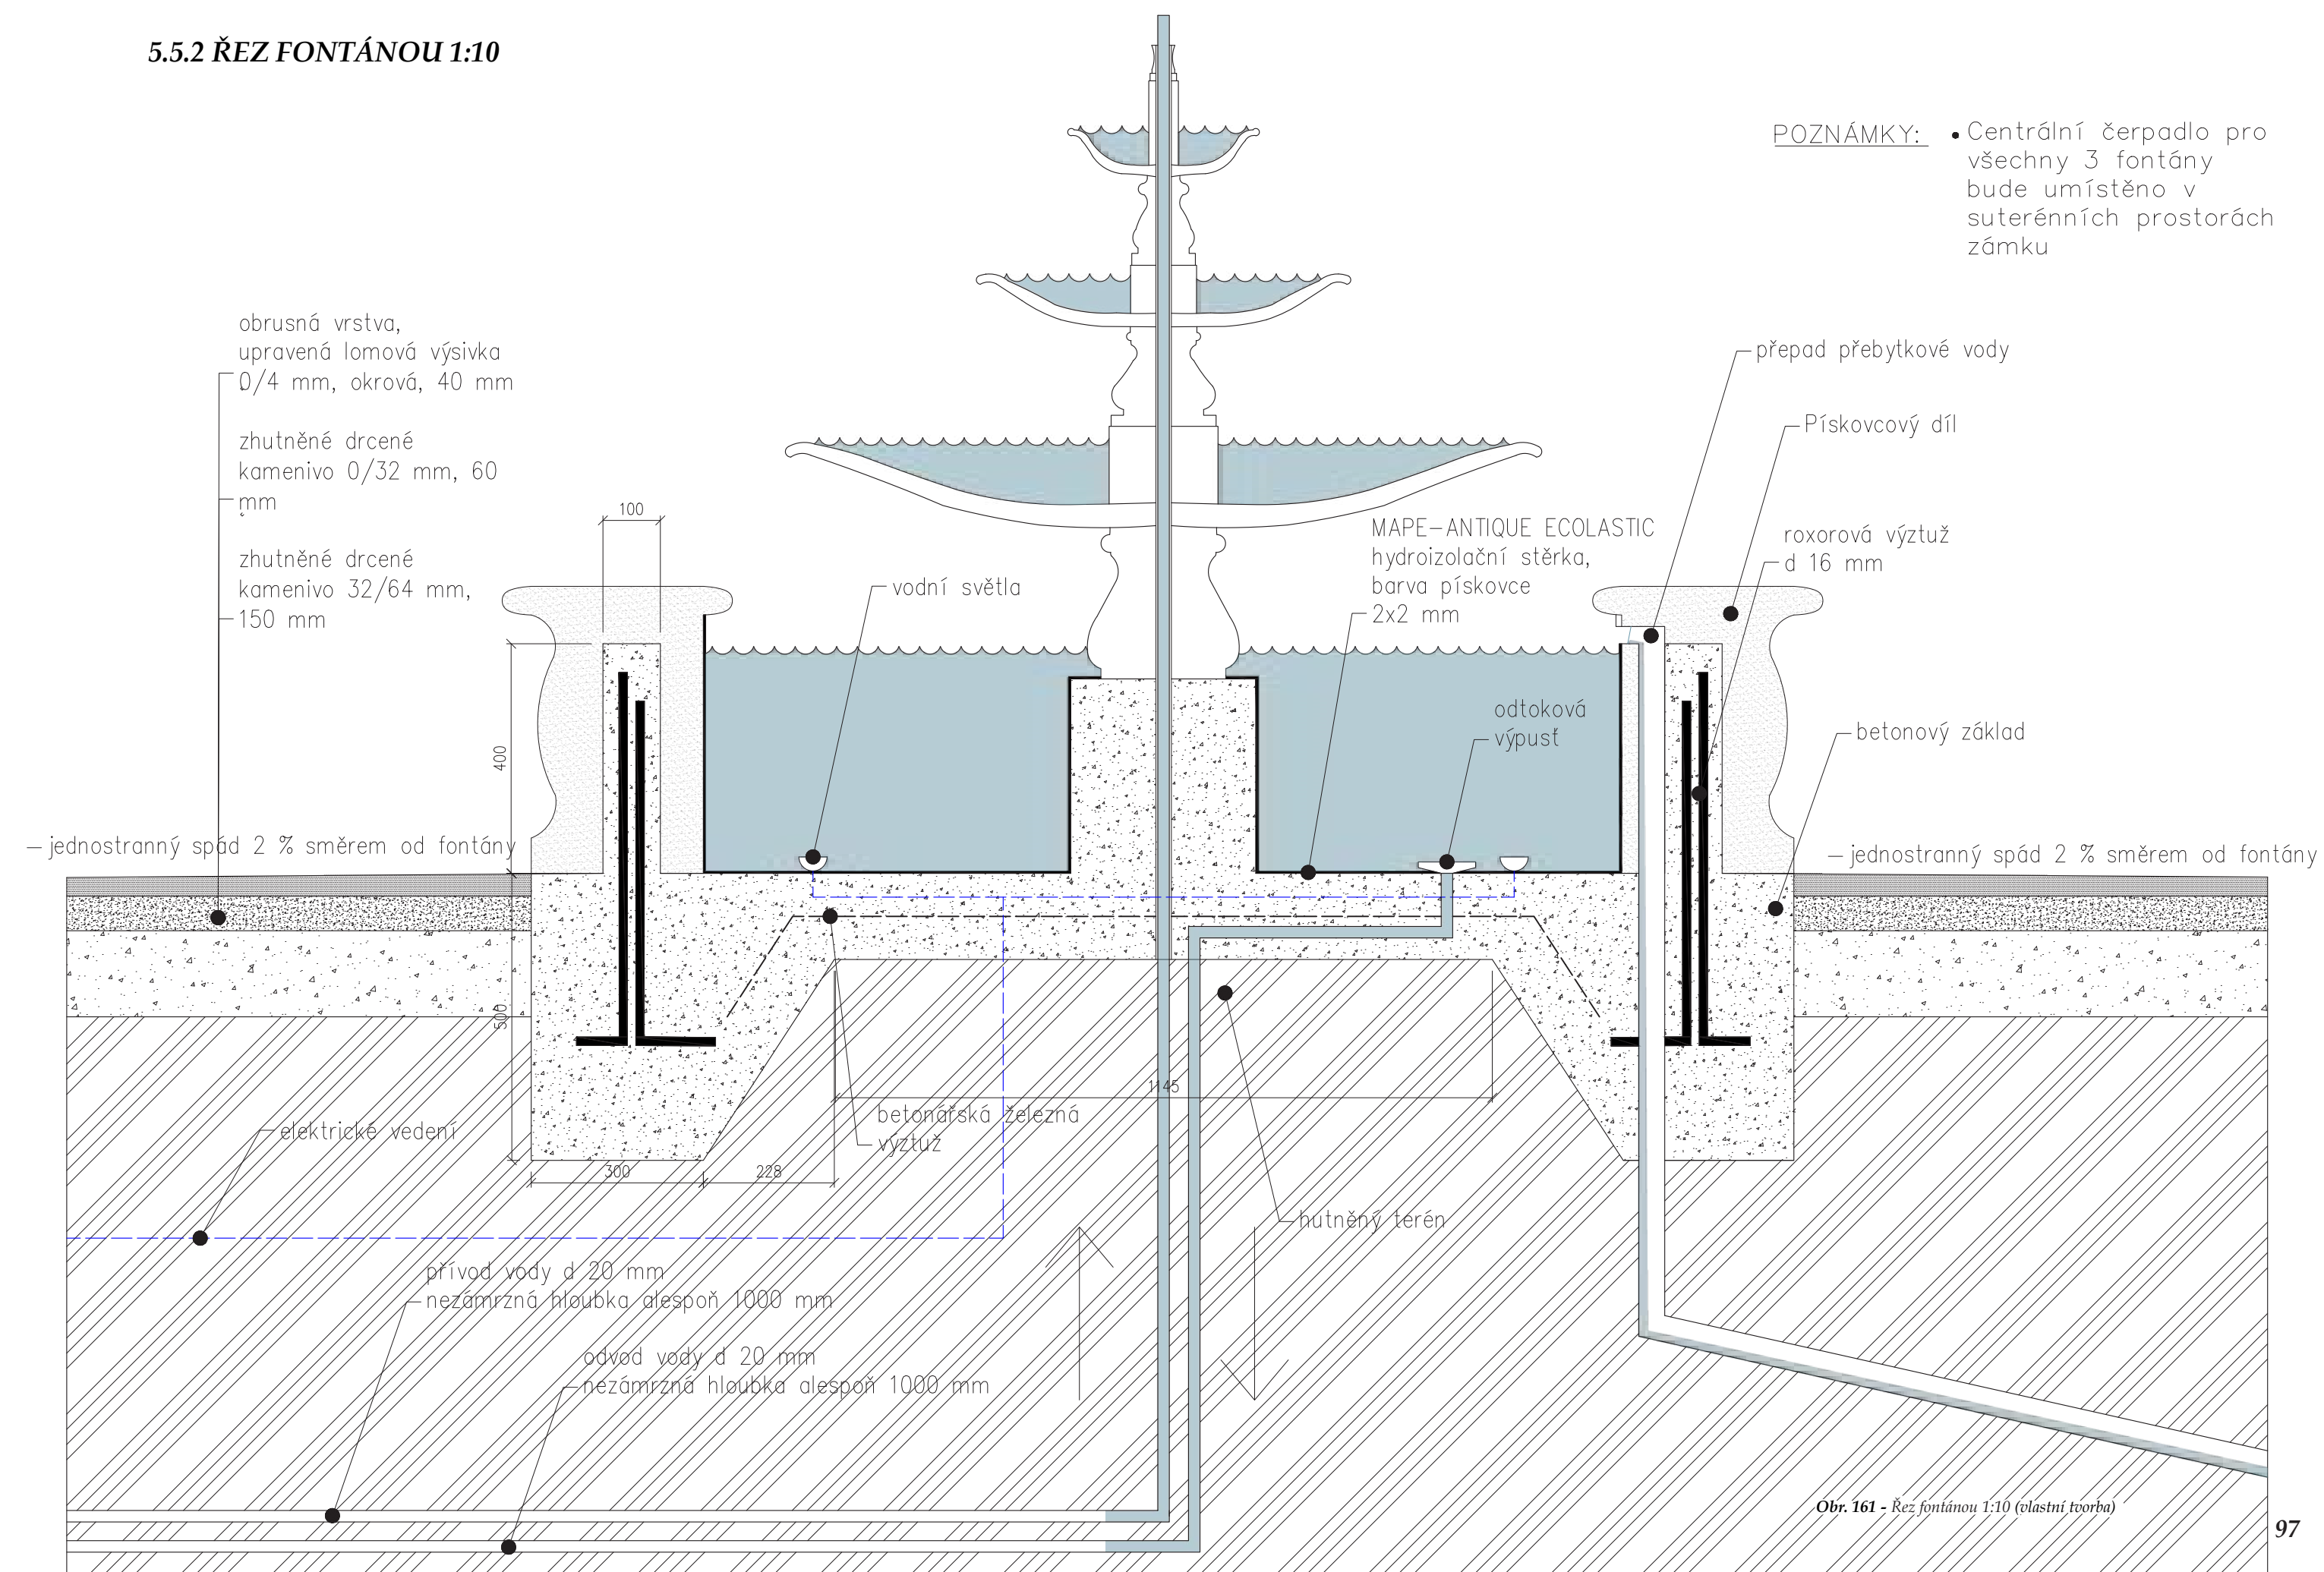 5.5.2 ŘEZ FONTÁNOU 1:10
POZNÁMKY:
• Centrální čerpadlo pro
všechny 3 fontány
bude umístěno v
suterénních prostorách
zámku
obrusná vrstva,
upravená lomová výsivka
0/4 mm, okrová, 40 mm
zhutněné drcené
kamenivo 0/32 mm, 60
mm
zhutněné drcené
kamenivo 32/64 mm,
150 mm
přepad přebytkové vody
Pískovcový díl
roxorová výztuž
d 16 mm
MAPE-ANTIQUE ECOLASTIC
hydroizolační stěrka,
barva pískovce
2x2 mm
100
vodní světla
odtoková
výpusť
betonový základ
400
jednostranný spád 2 % směrem od fontány
jednostranný spád 2 % směrem od fontány
500
1145
betonářská železná
výztuž
elektrické vedení
300
228
hutněný terén
přívod vody d 20 mm
nezámrzná hloubka alespoň 1000 mm
odvod vody d 20 mm
nezámrzná hloubka alespoň 1000 mm
Obr. 161 - Řez fontánou 1:10 (vlastní tvorba)
97